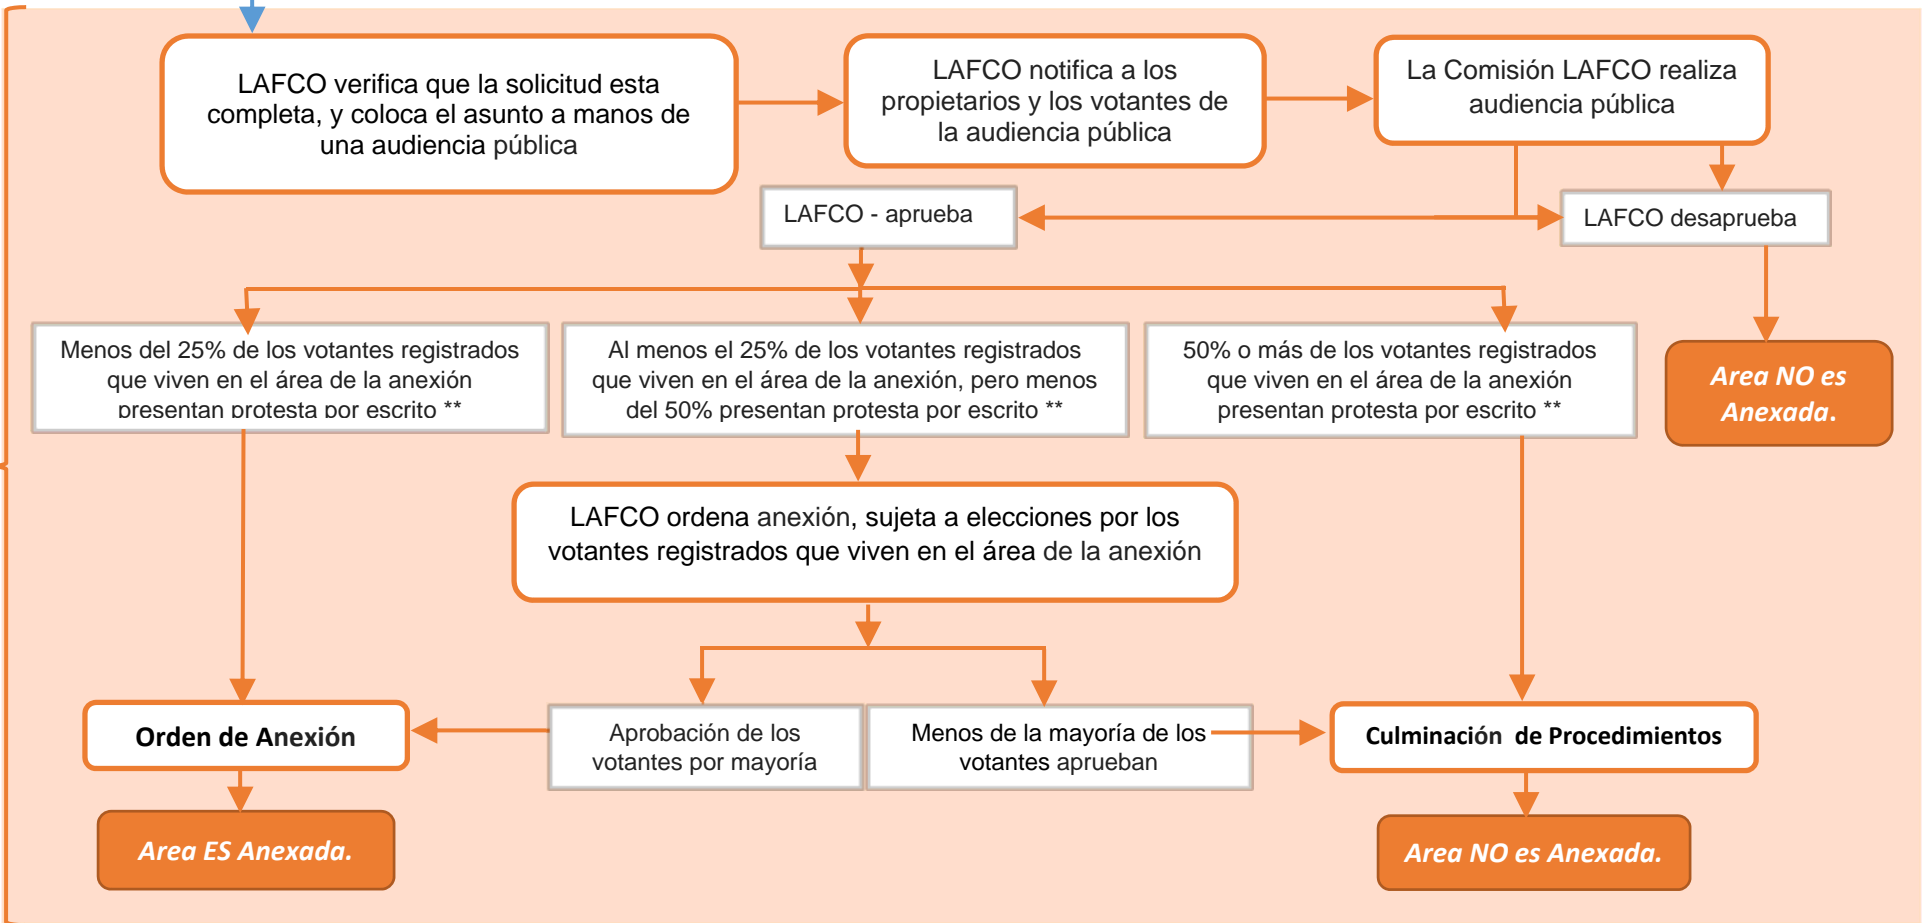 LAFCO verifica que la solicitud esta
completa, y coloca el asunto a manos de
una audiencia pública
LAFCO notifica a los
propietarios y los votantes de
la audiencia pública
La Comisión LAFCO realiza
audiencia pública
LAFCO - aprueba
LAFCO desaprueba
Menos del 25% de los votantes registrados
que viven en el área de la anexión
presentan protesta por escrito **
Al menos el 25% de los votantes registrados
que viven en el área de la anexión, pero menos
del 50% presentan protesta por escrito **
50% o más de los votantes registrados
que viven en el área de la anexión
presentan protesta por escrito **
Area NO es
Anexada.
LAFCO ordena anexión, sujeta a elecciones por los
votantes registrados que viven en el área de la anexión
Orden de Anexión
Aprobación de los
votantes por mayoría
Menos de la mayoría de los
votantes aprueban
Culminación de Procedimientos
Area ES Anexada.
Area NO es Anexada.